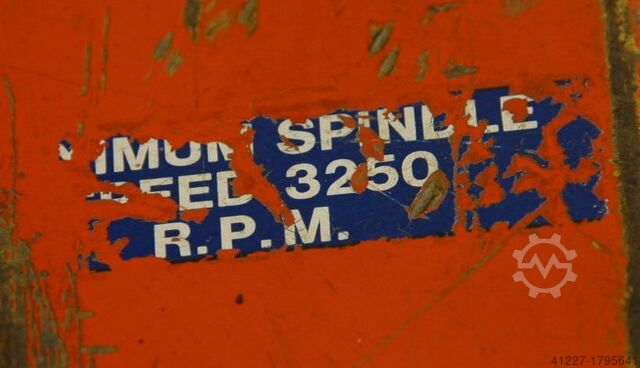 IMUM SPINDLE
EED 3250
R.P.M.
41227-1795641